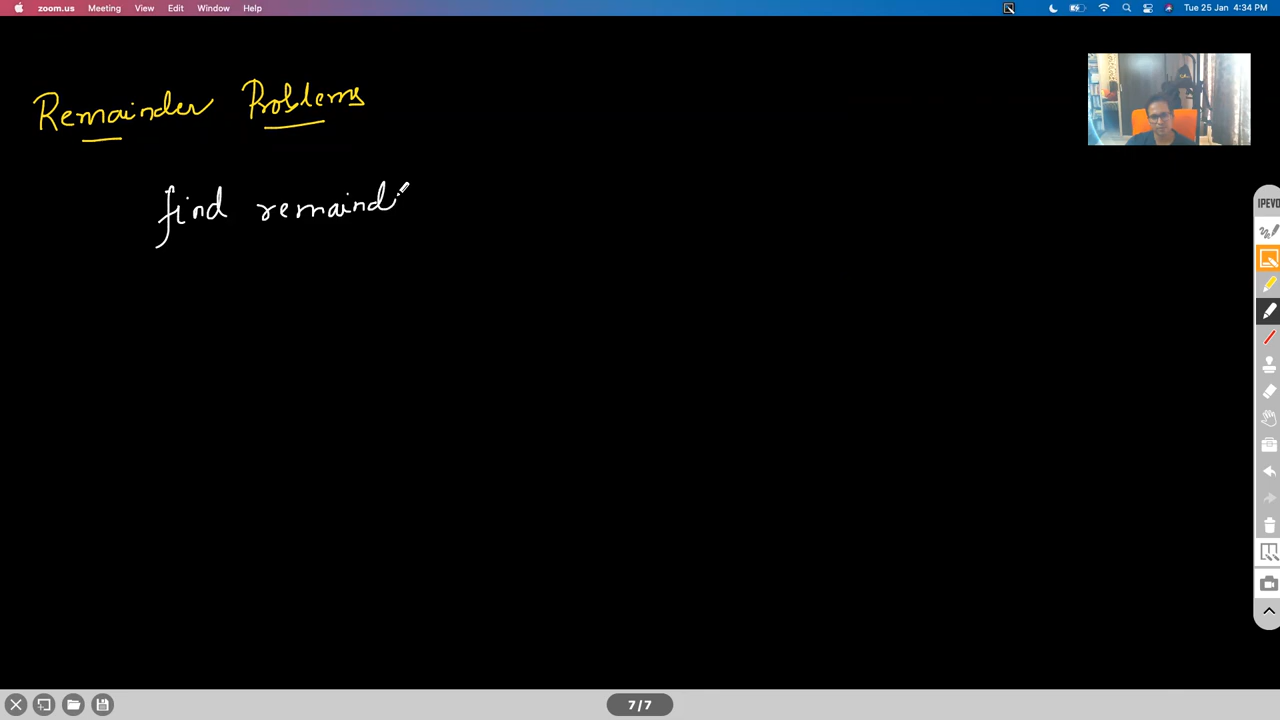 zoom.us Meeting View Edit Window Help Tue 25 Jan 4:34 PM
Remainder Problems
find remaind
IPEVO
7/7